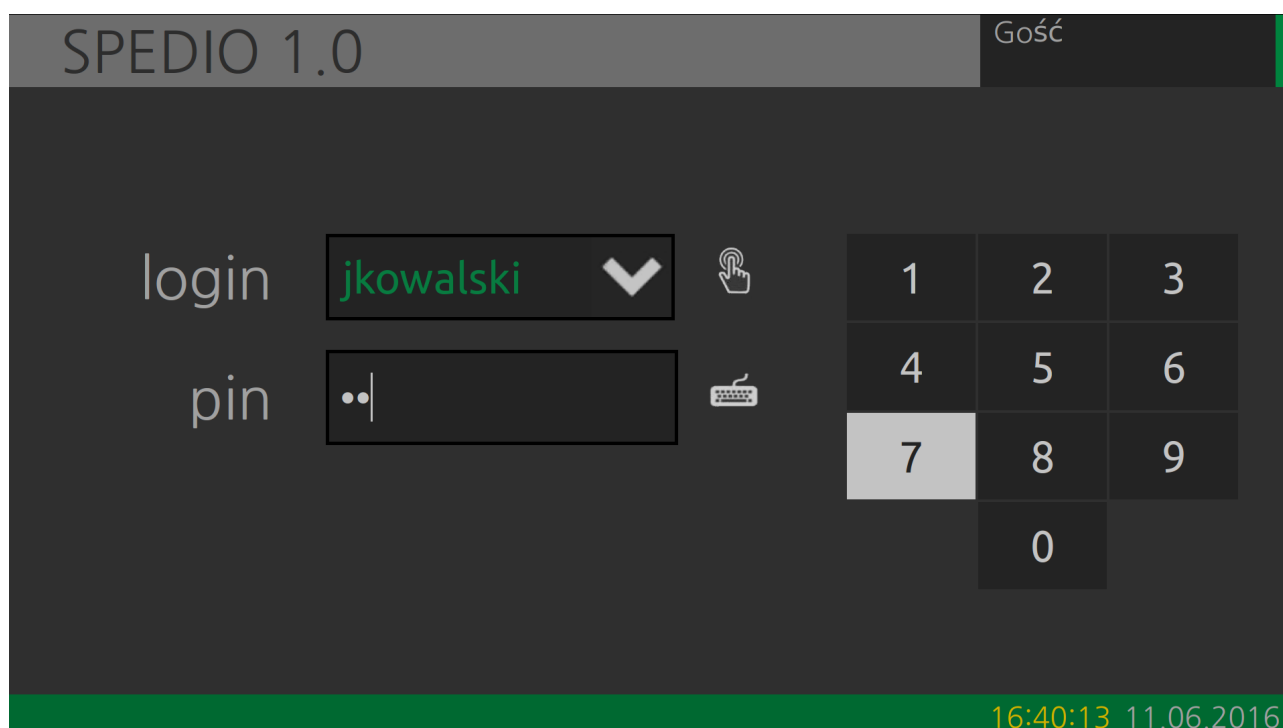 SPEDIO 1.0
Gość
login
jkowalski
pin
1 2 3
4 5 6
7 8 9
0
16:40:13 11.06.2016